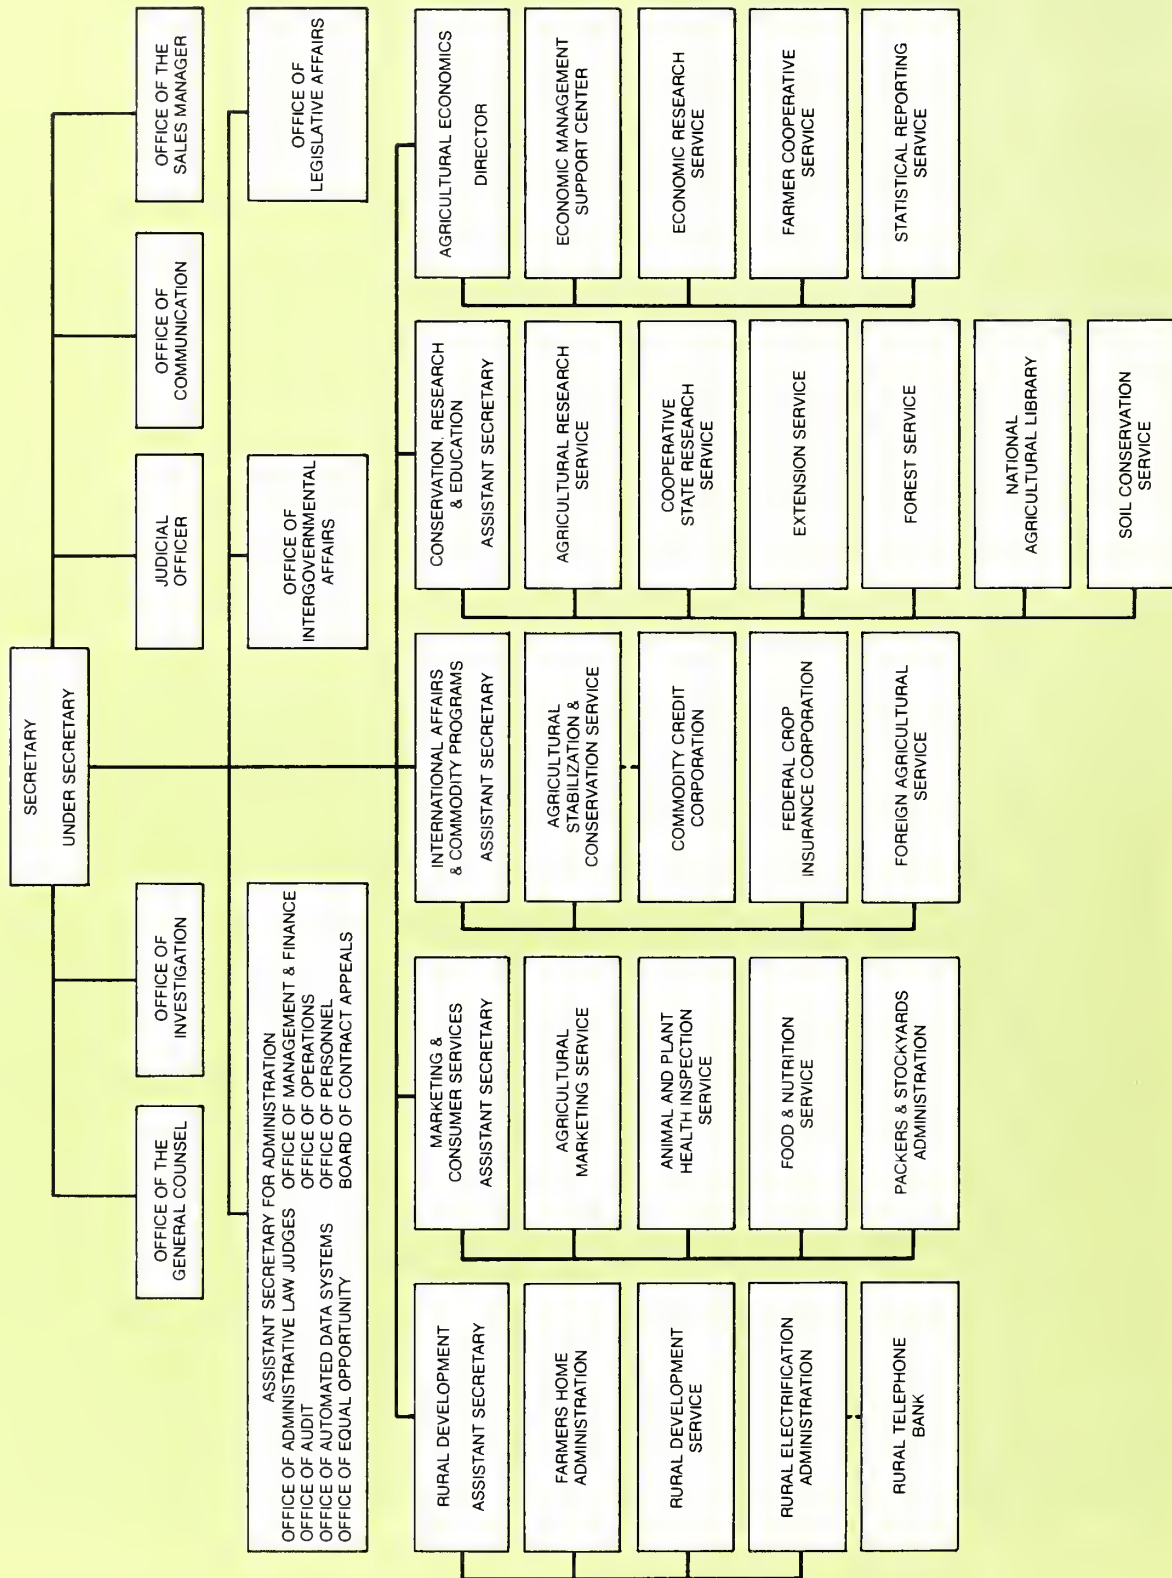 SECRETARY
UNDER SECRETARY
OFFICE OF THE
GENERAL COUNSEL
OFFICE OF
INVESTIGATION
JUDICIAL
OFFICER
OFFICE OF
COMMUNICATION
OFFICE OF THE
SALES MANAGER
ASSISTANT SECRETARY FOR ADMINISTRATION
OFFICE OF ADMINISTRATIVE LAW JUDGES
OFFICE OF AUDIT
OFFICE OF AUTOMATED DATA SYSTEMS
OFFICE OF EQUAL OPPORTUNITY
OFFICE OF MANAGEMENT & FINANCE
OFFICE OF OPERATIONS
OFFICE OF PERSONNEL
BOARD OF CONTRACT APPEALS
OFFICE OF
INTERGOVERNMENTAL
AFFAIRS
OFFICE OF
LEGISLATIVE AFFAIRS
RURAL DEVELOPMENT
ASSISTANT SECRETARY
FARMERS HOME
ADMINISTRATION
RURAL DEVELOPMENT
SERVICE
RURAL ELECTRIFICATION
ADMINISTRATION
RURAL TELEPHONE
BANK
MARKETING &
CONSUMER SERVICES
ASSISTANT SECRETARY
AGRICULTURAL
MARKETING SERVICE
ANIMAL AND PLANT
HEALTH INSPECTION
SERVICE
FOOD & NUTRITION
SERVICE
PACKERS & STOCKYARDS
ADMINISTRATION
INTERNATIONAL AFFAIRS
& COMMODITY PROGRAMS
ASSISTANT SECRETARY
AGRICULTURAL
STABILIZATION &
CONSERVATION SERVICE
COMMODITY CREDIT
CORPORATION
FEDERAL CROP
INSURANCE CORPORATION
FOREIGN AGRICULTURAL
SERVICE
CONSERVATION, RESEARCH
& EDUCATION
ASSISTANT SECRETARY
AGRICULTURAL RESEARCH
SERVICE
COOPERATIVE
STATE RESEARCH
SERVICE
EXTENSION SERVICE
FOREST SERVICE
NATIONAL
AGRICULTURAL LIBRARY
SOIL CONSERVATION
SERVICE
AGRICULTURAL ECONOMICS
DIRECTOR
ECONOMIC MANAGEMENT
SUPPORT CENTER
ECONOMIC RESEARCH
SERVICE
FARMER COOPERATIVE
SERVICE
STATISTICAL REPORTING
SERVICE